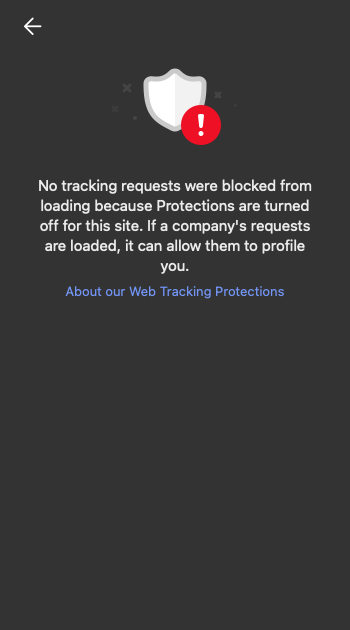 No tracking requests were blocked from
loading because Protections are turned
off for this site. If a company's requests
are loaded, it can allow them to profile
you.
About our Web Tracking Protections